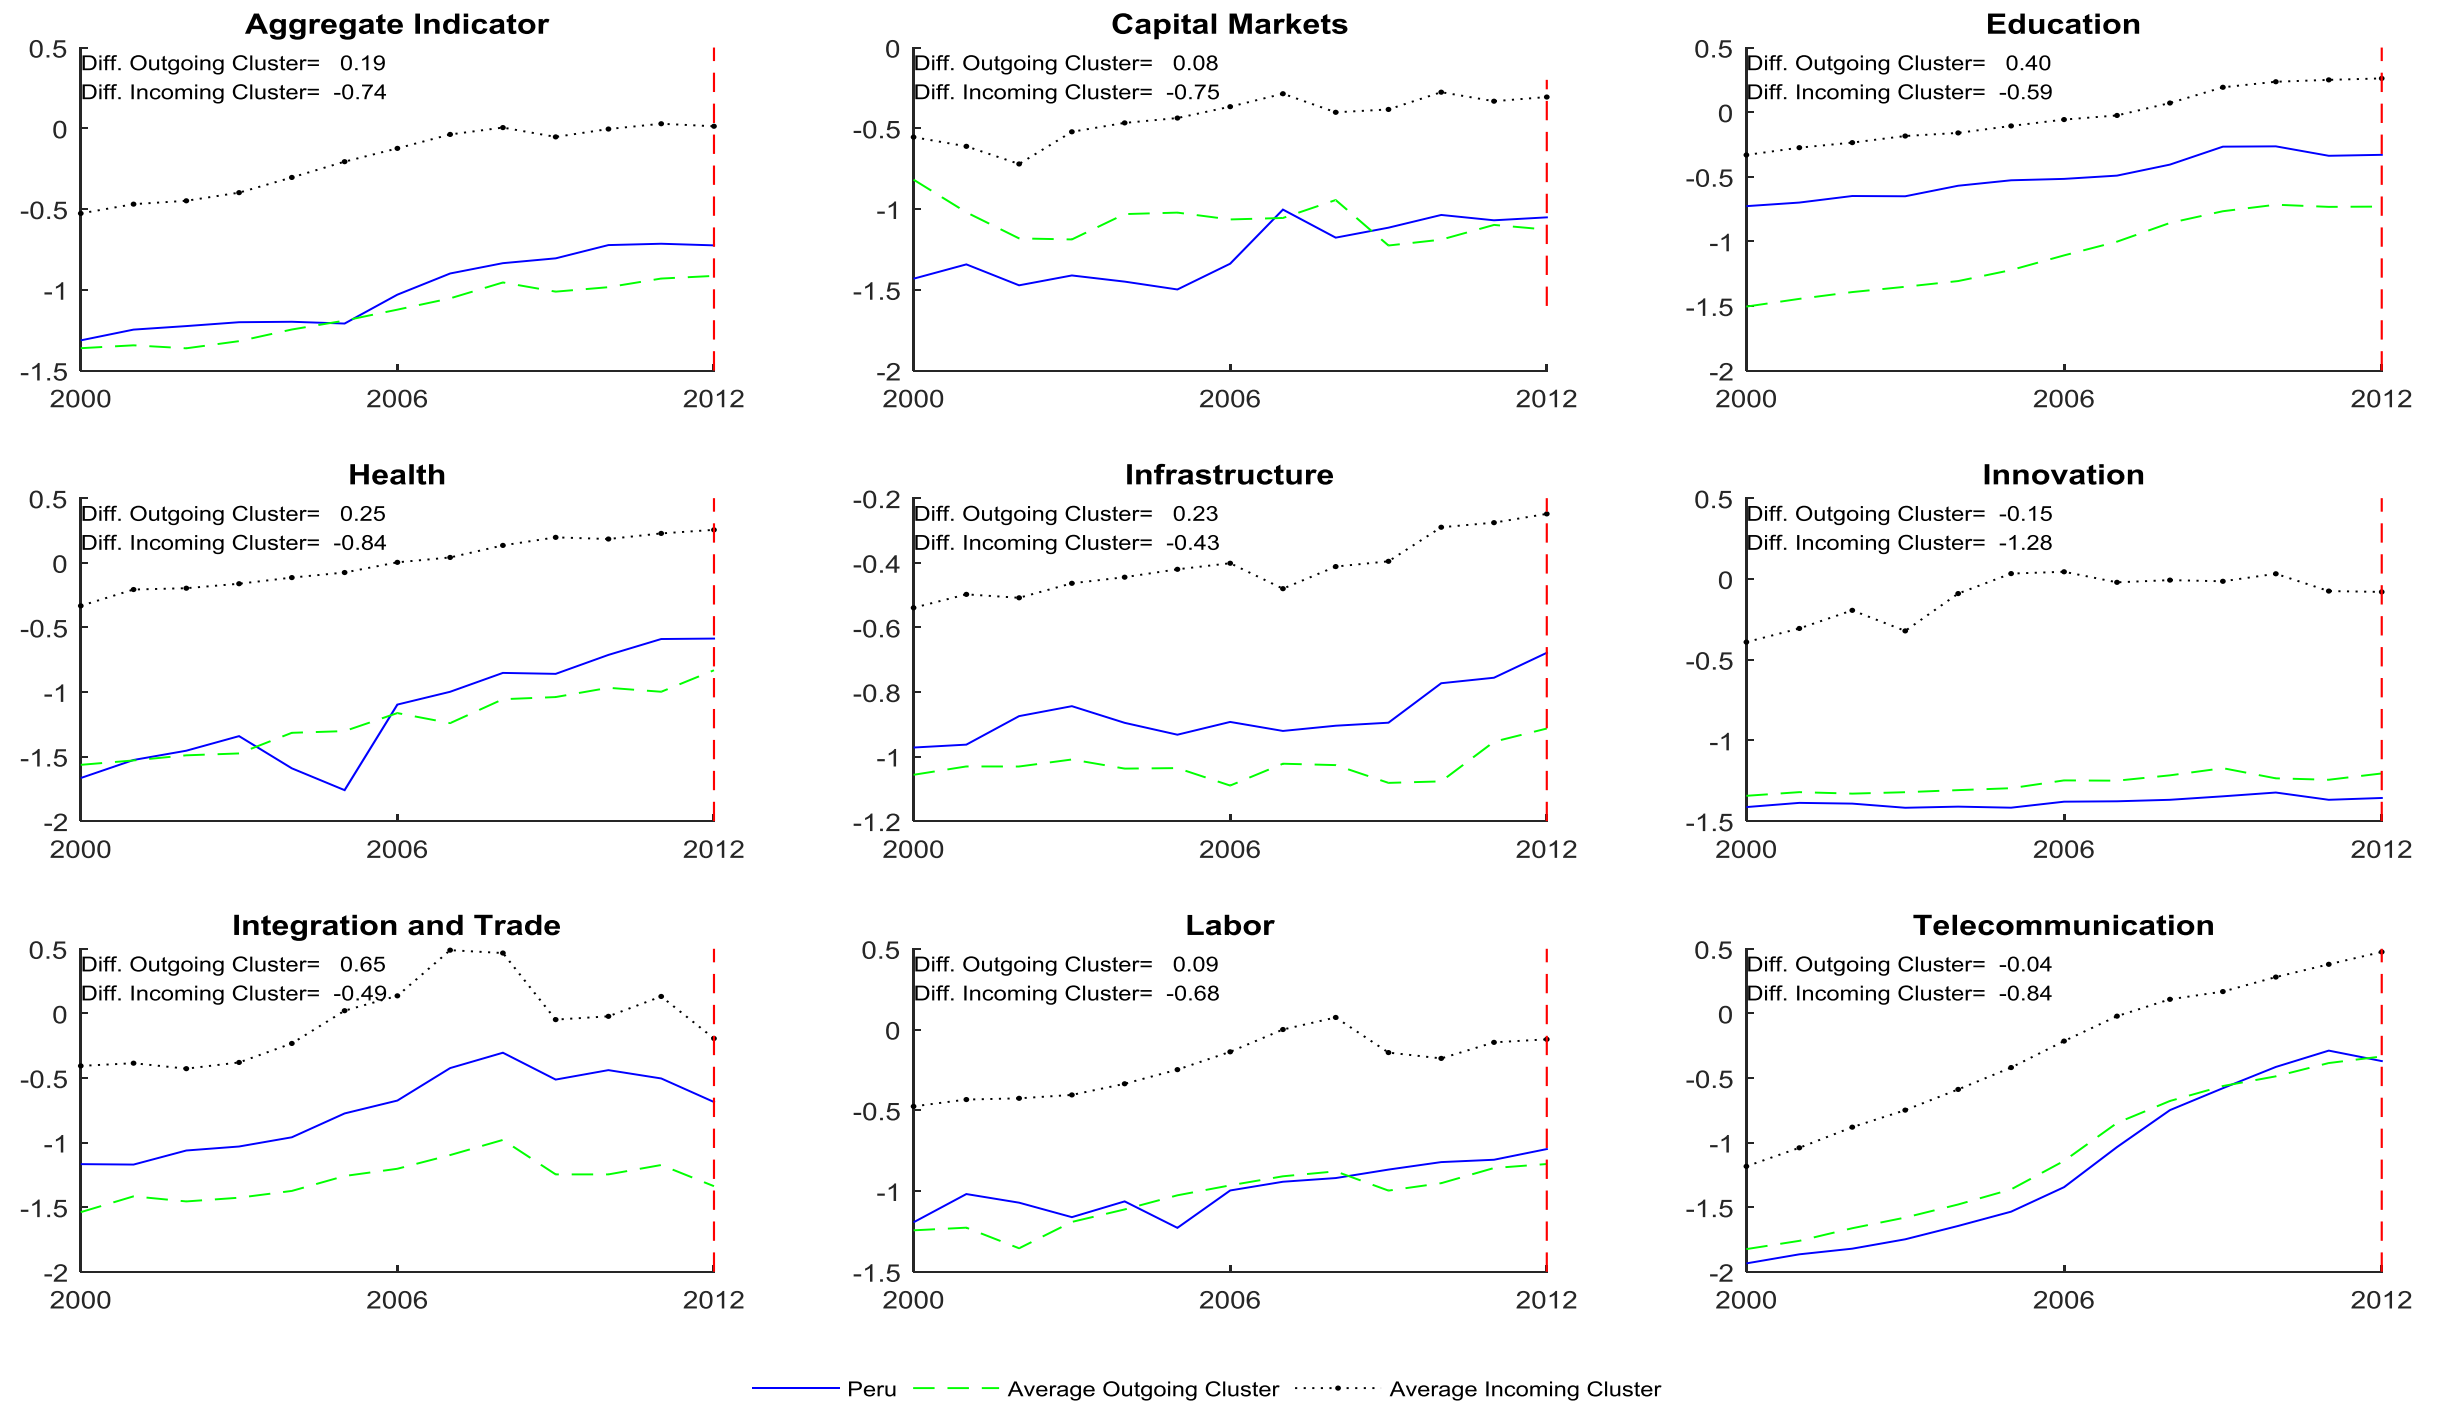 Aggregate Indicator
Diff. Outgoing Cluster= 0.19
Diff. Incoming Cluster= -0.74
0.5
0
-0.5
-1
-1.5
2000 2006 2012
Capital Markets
Diff. Outgoing Cluster= 0.08
Diff. Incoming Cluster= -0.75
0
-0.5
-1
-1.5
-2
2000 2006 2012
Education
Diff. Outgoing Cluster= 0.40
Diff. Incoming Cluster= -0.59
0.5
0
-0.5
-1
-1.5
-2
2000 2006 2012
Health
Diff. Outgoing Cluster= 0.25
Diff. Incoming Cluster= -0.84
0.5
0
-0.5
-1
-1.5
-2
2000 2006 2012
Infrastructure
Diff. Outgoing Cluster= 0.23
Diff. Incoming Cluster= -0.43
-0.2
-0.4
-0.6
-0.8
-1
-1.2
2000 2006 2012
Innovation
Diff. Outgoing Cluster= -0.15
Diff. Incoming Cluster= -1.28
0.5
0
-0.5
-1
-1.5
2000 2006 2012
Integration and Trade
Diff. Outgoing Cluster= 0.65
Diff. Incoming Cluster= -0.49
0.5
0
-0.5
-1
-1.5
-2
2000 2006 2012
Labor
Diff. Outgoing Cluster= 0.09
Diff. Incoming Cluster= -0.68
0.5
0
-0.5
-1
-1.5
2000 2006 2012
Telecommunication
Diff. Outgoing Cluster= -0.04
Diff. Incoming Cluster= -0.84
0.5
0
-0.5
-1
-1.5
-2
2000 2006 2012
Peru Average Outgoing Cluster Average Incoming Cluster